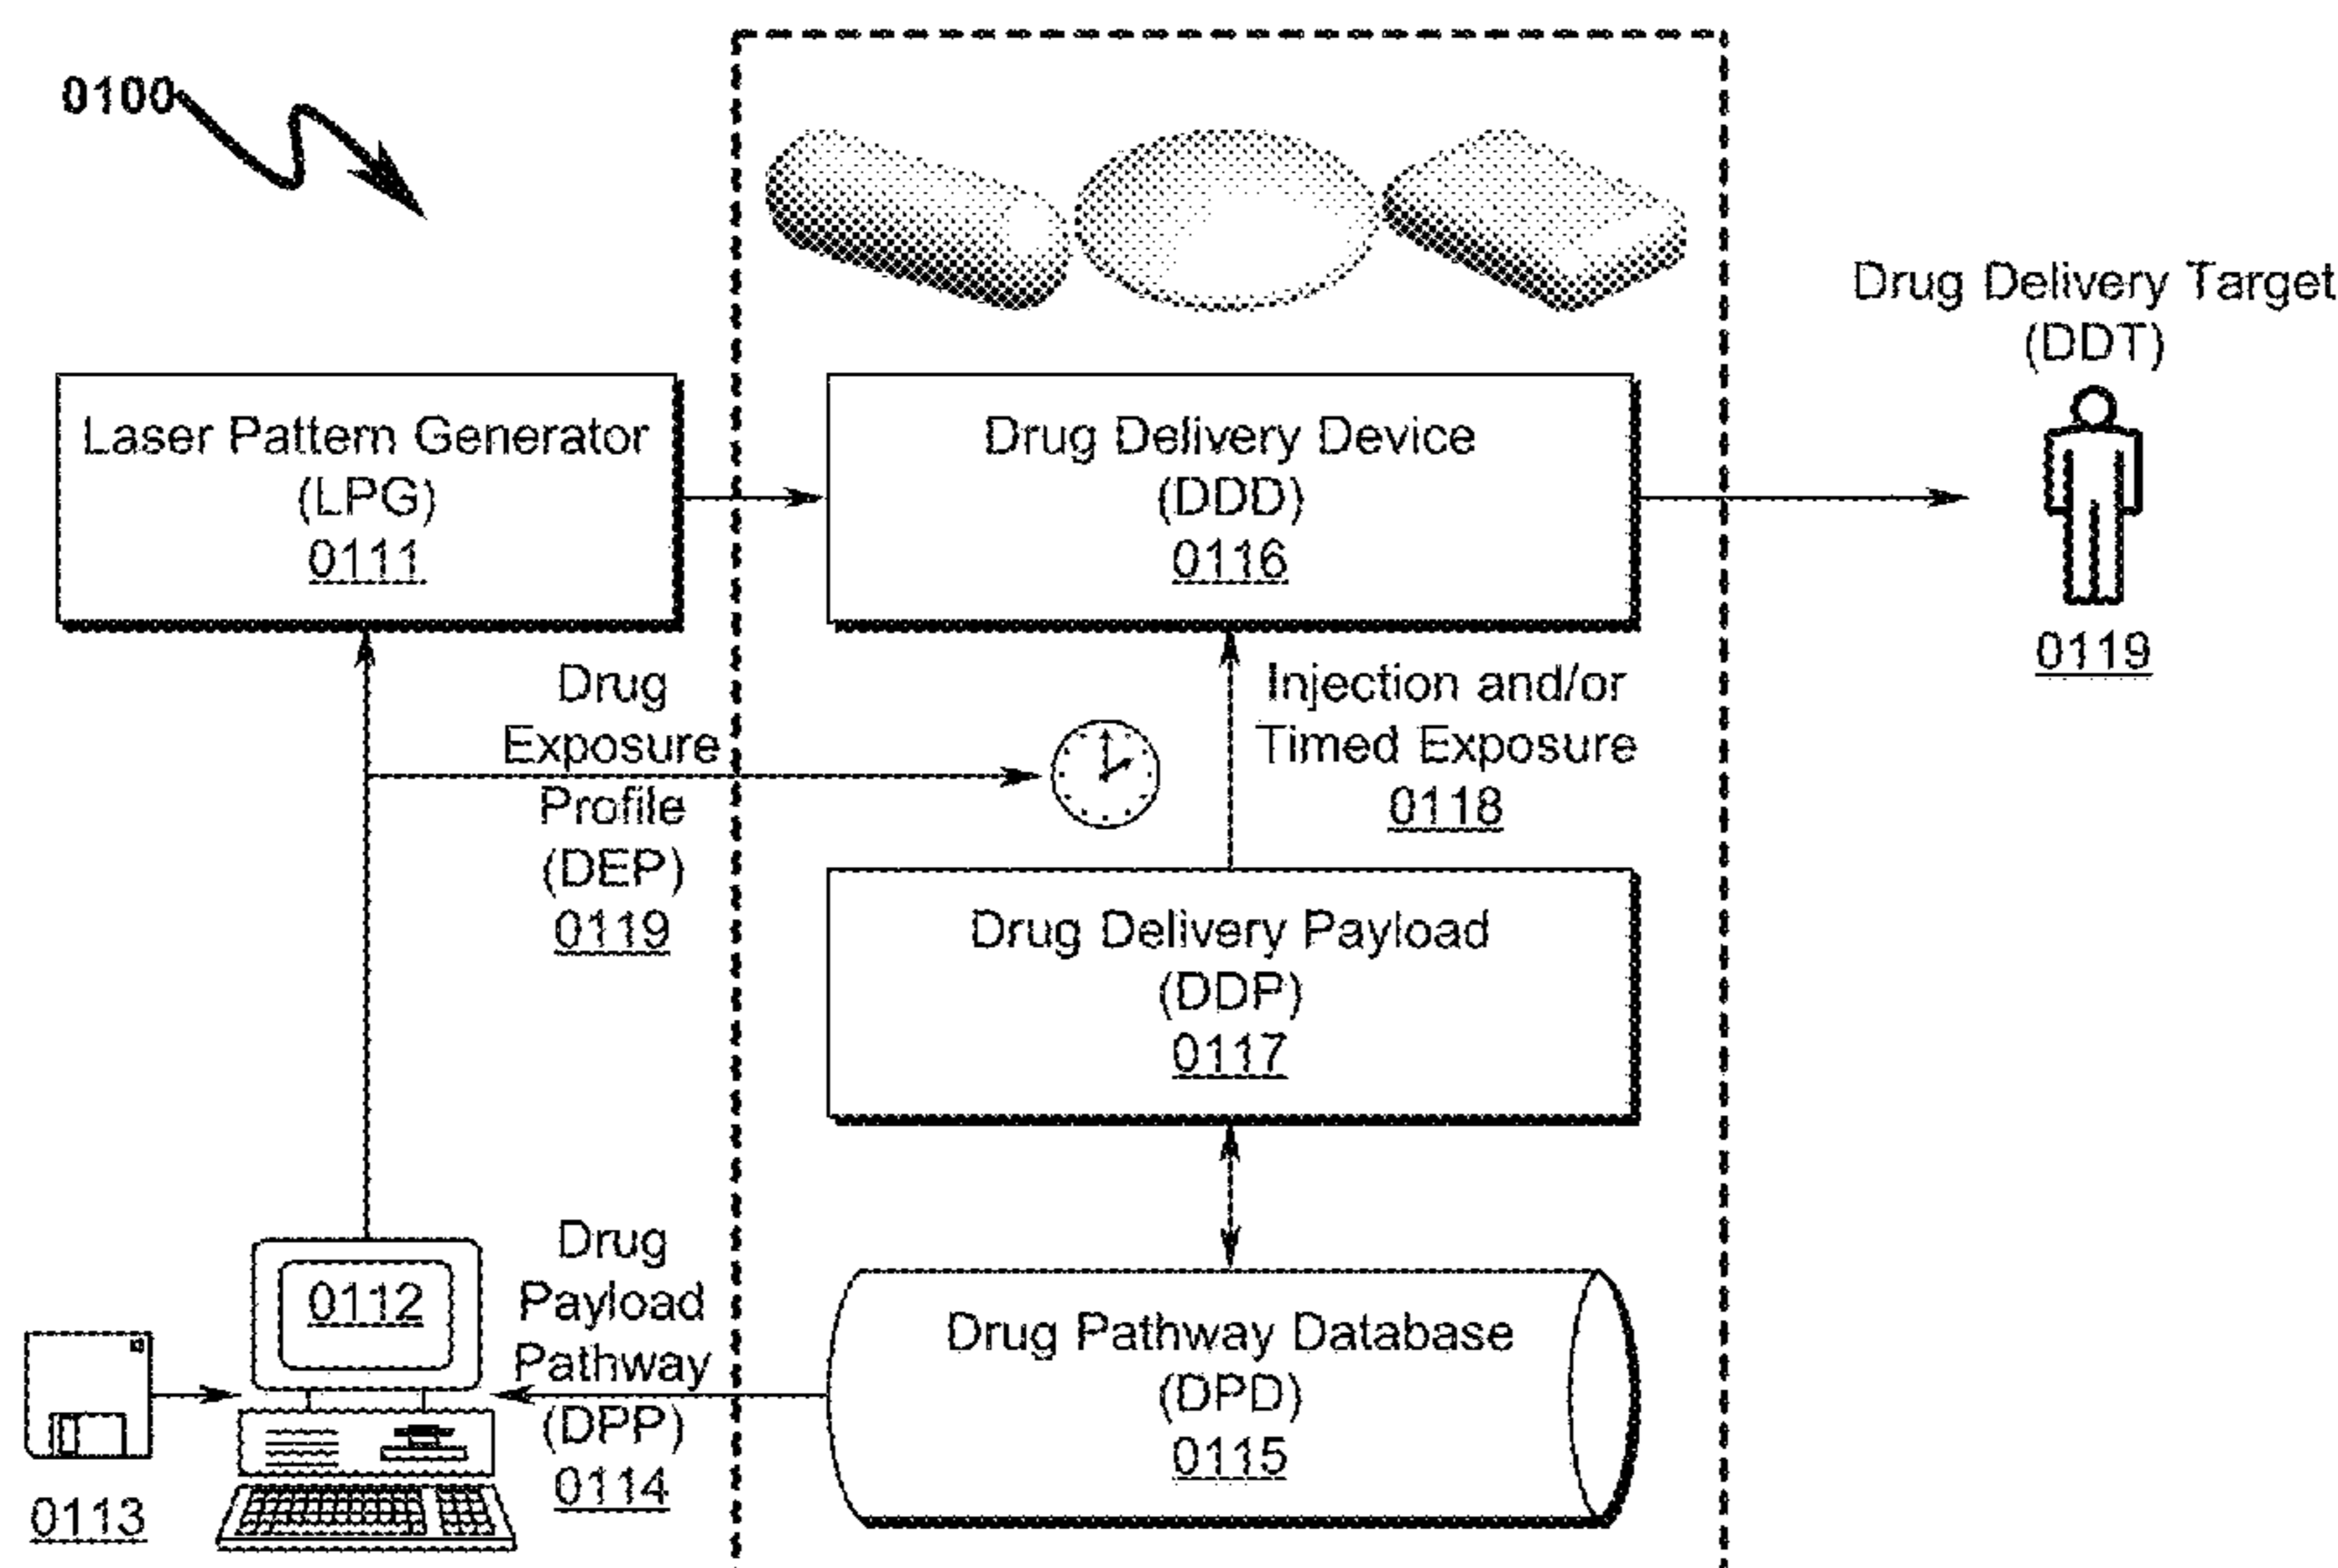 0100
Laser Pattern Generator
(LPG)
0111
Drug Delivery Device
(DDD)
0116
Drug Delivery Target
(DDT)
0119
Drug
Exposure
Profile
(DEP)
0119
Injection and/or
Timed Exposure
0118
Drug Delivery Payload
(DDP)
0117
0112
0113
Drug
Payload
Pathway
(DPP)
0114
Drug Pathway Database
(DPD)
0115